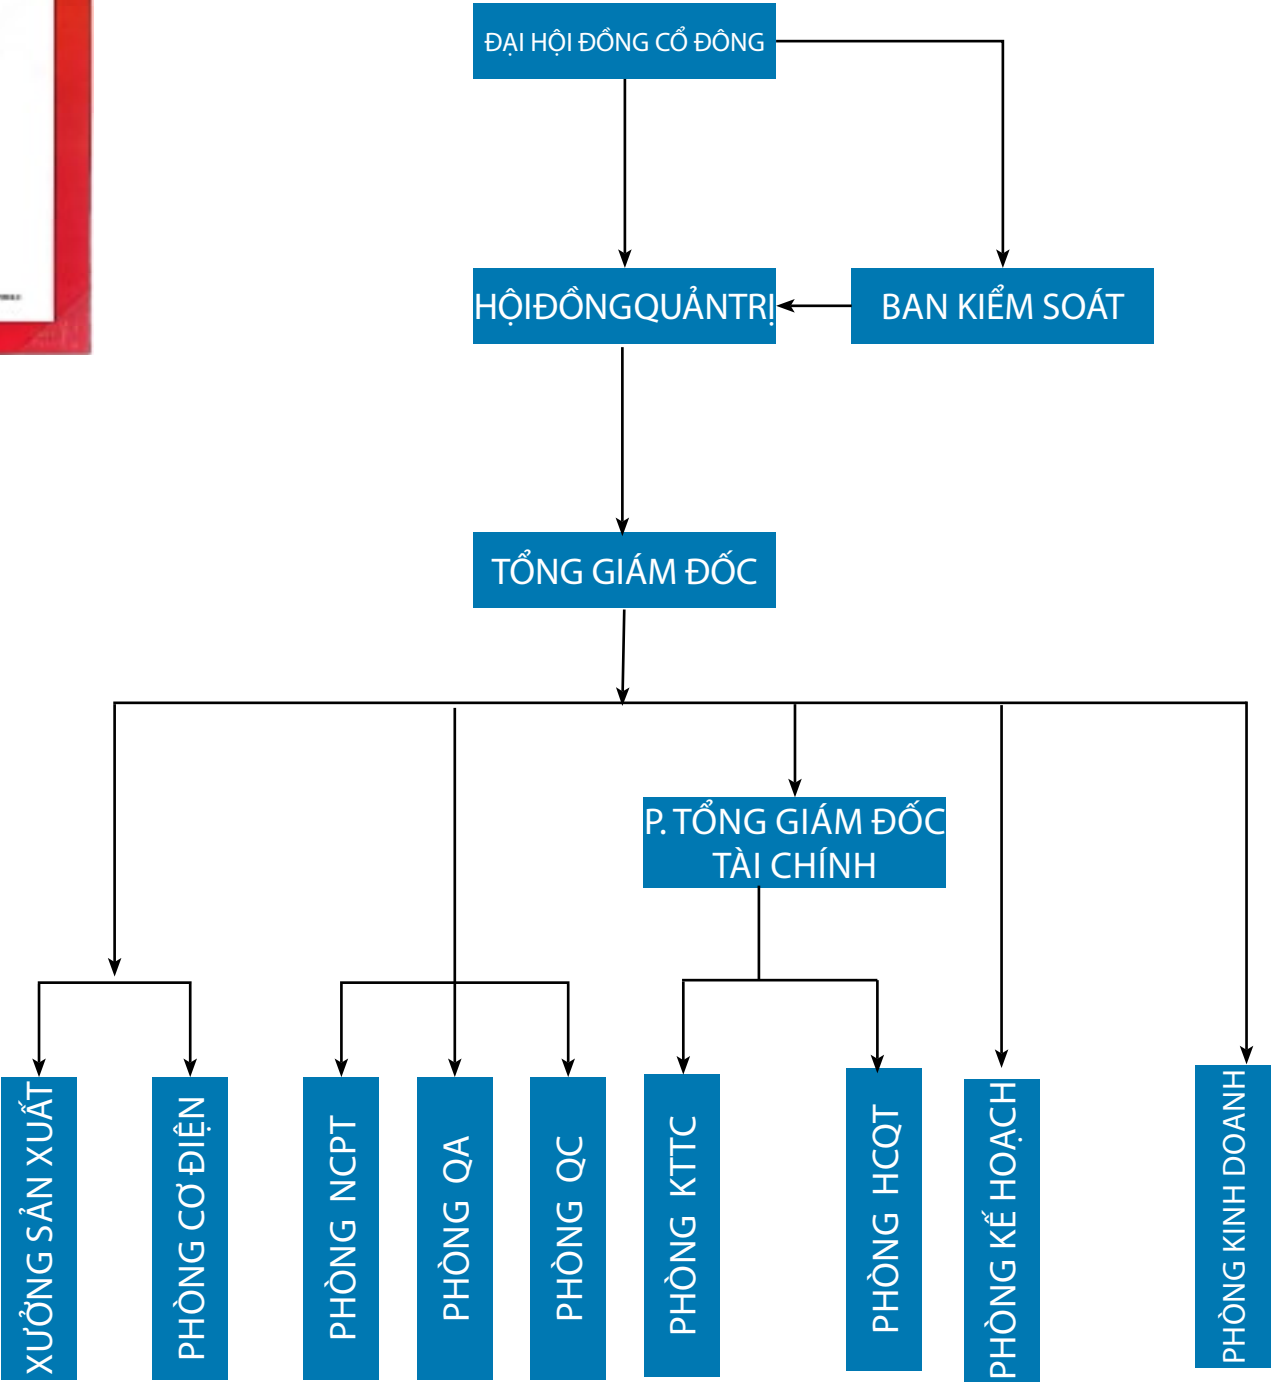 ĐẠI HỘI ĐỒNG CỔ ĐÔNG
HỘIĐỒNGQUẢNTRỊ
BAN KIỂM SOÁT
TỔNG GIÁM ĐỐC
P. TỔNG GIÁM ĐỐC
TÀI CHÍNH
XƯỞNG SẢN XUẤT
PHÒNG CƠ ĐIỆN
PHÒNG NCPT
PHÒNG QA
PHÒNG QC
PHÒNG KTTC
PHÒNG HCQT
PHÒNG KẾ HOẠCH
PHÒNG KINH DOANH